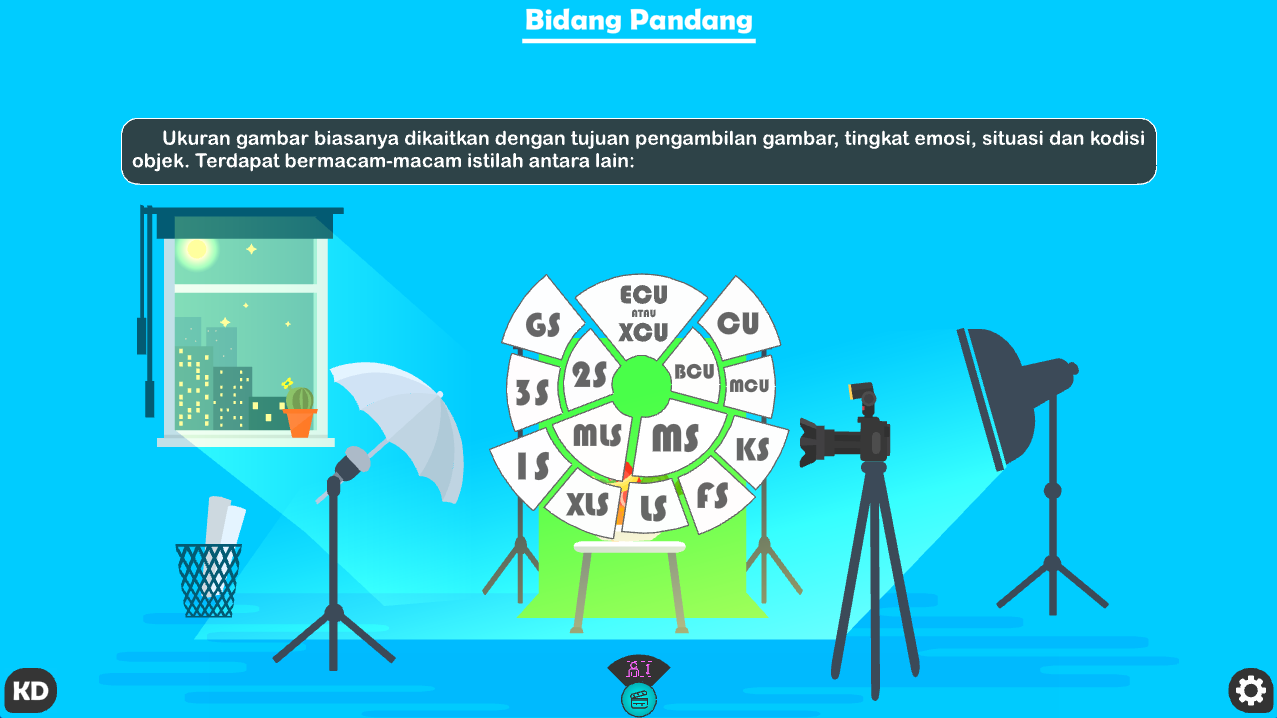 Bidang Pandang
Ukuran gambar biasanya dikaitkan dengan tujuan pengambilan gambar, tingkat emosi, situasi dan kodisi
objek. Terdapat bermacam-macam istilah antara lain:
ECU
ATAU
XCU
GS
CU
2S
BCU
3S
MCU
MLS
MS
1S
KS
XLS
LS
FS
KD